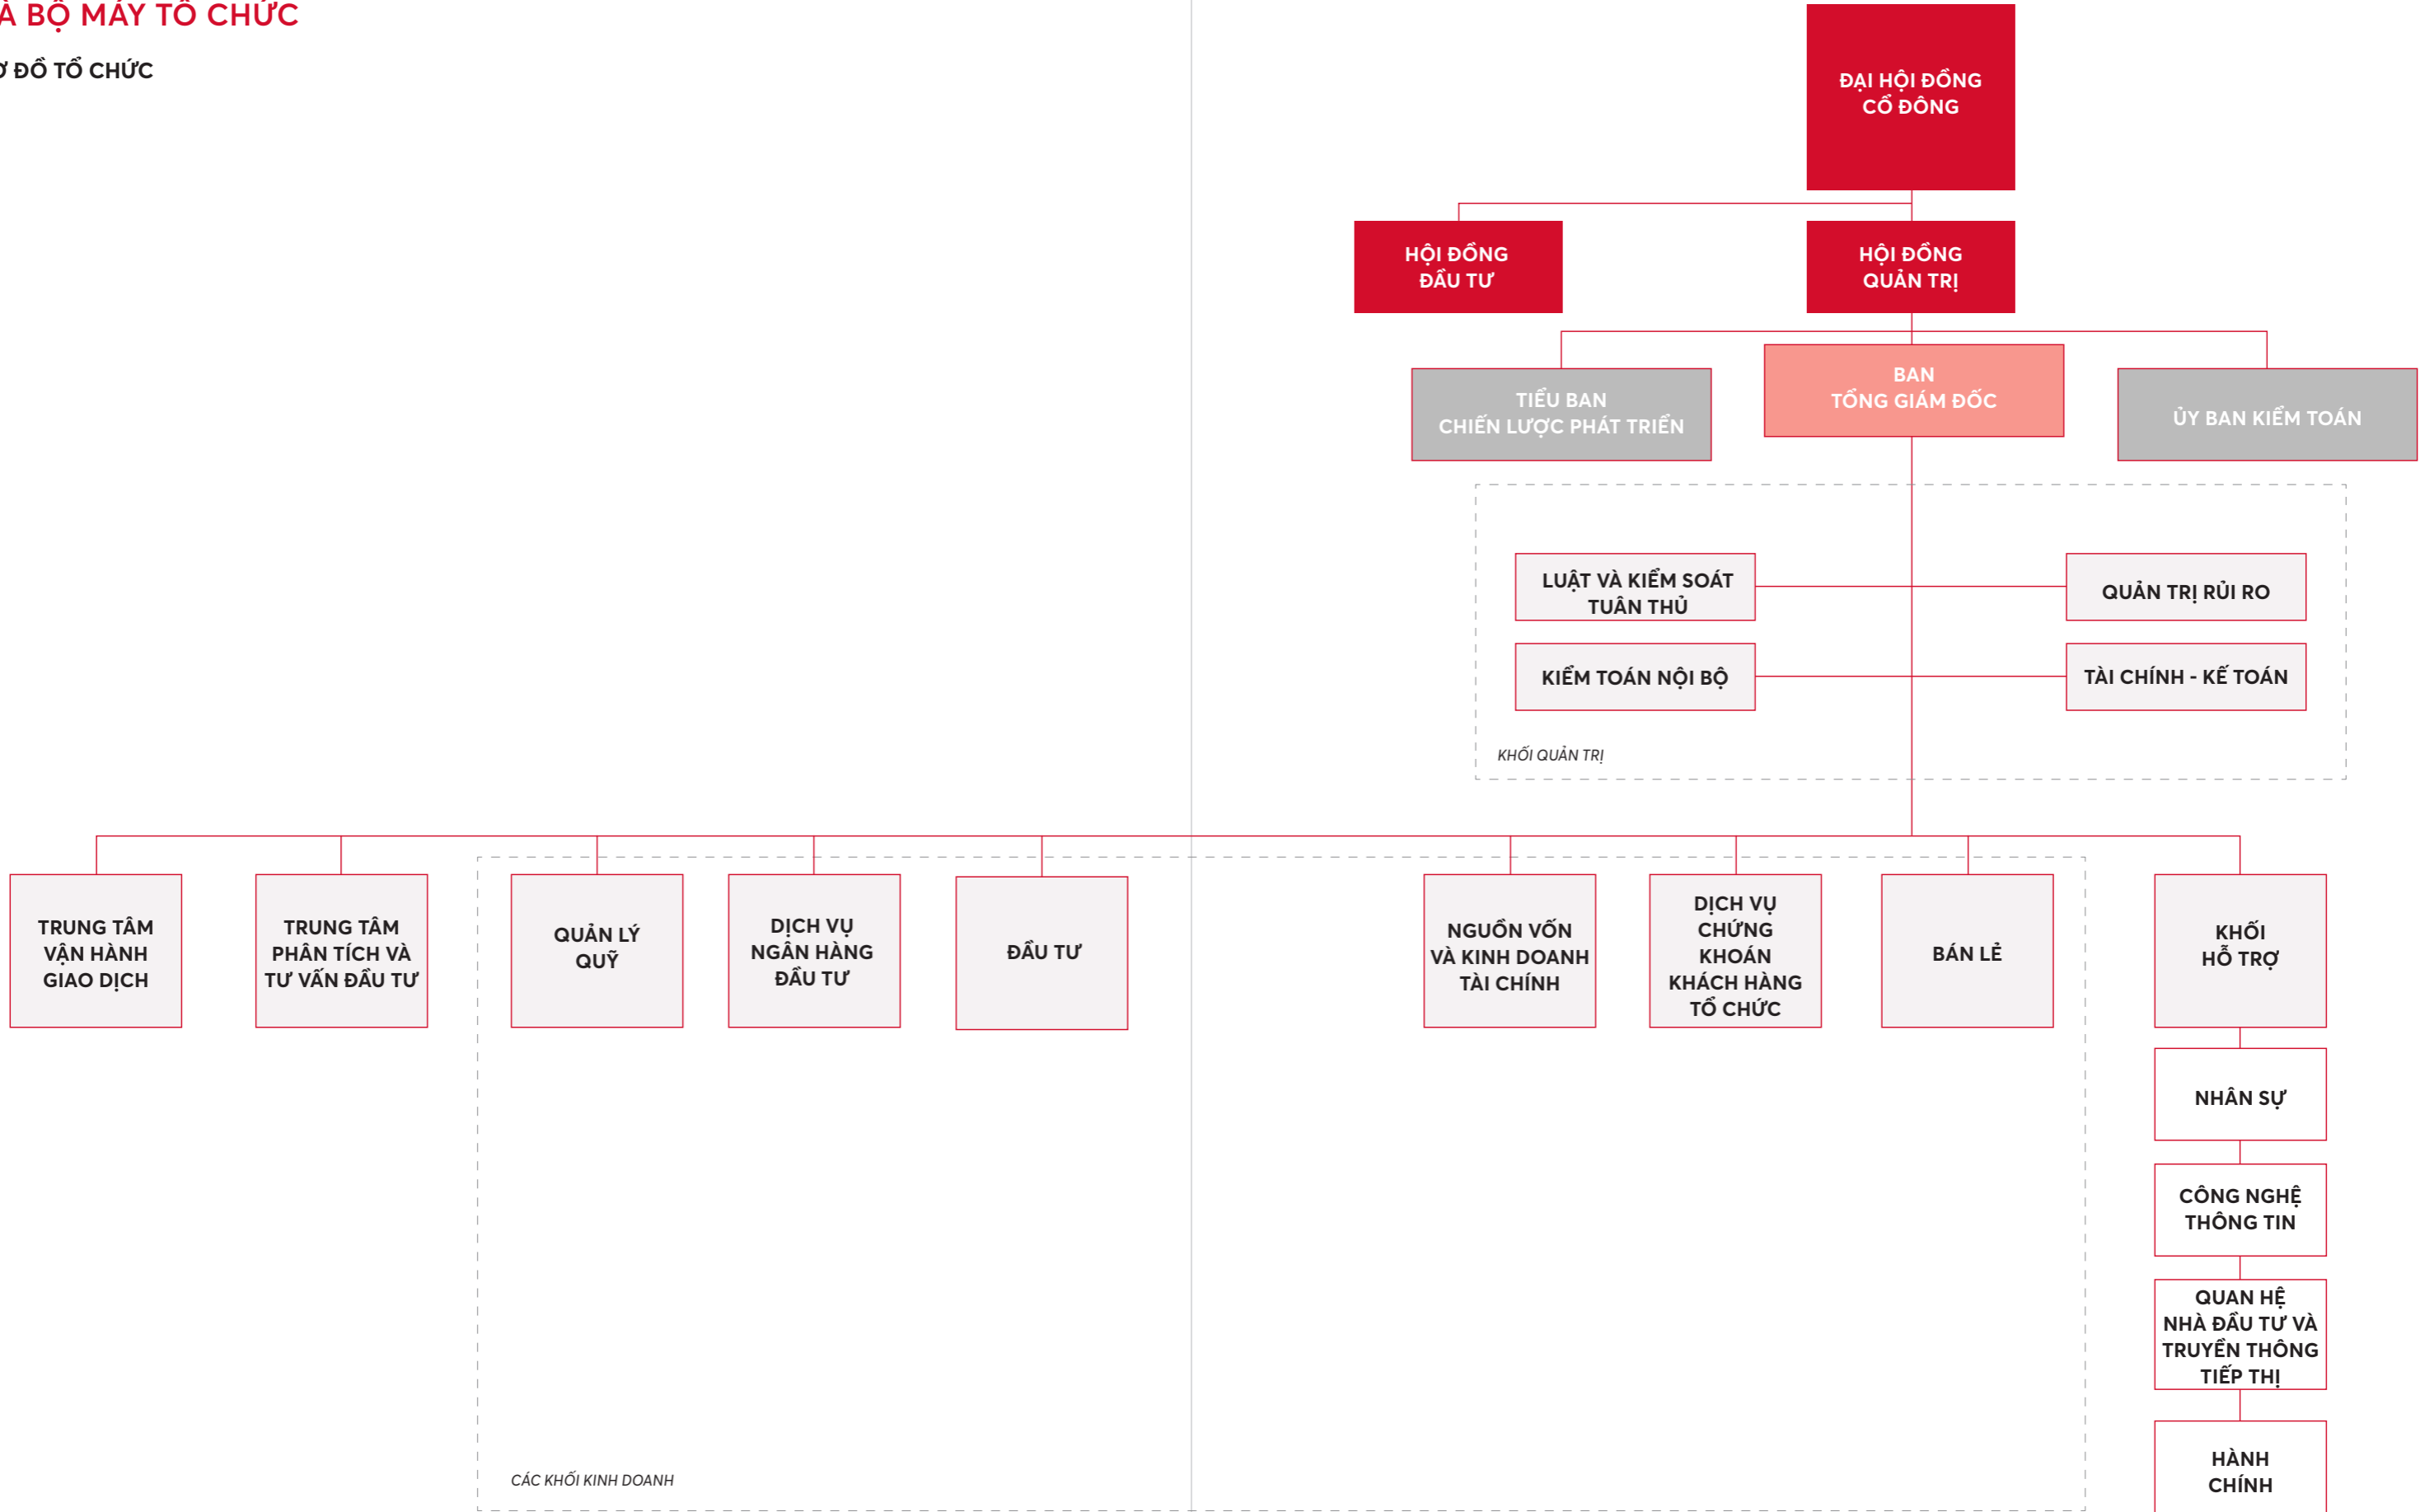 À BỘ MÁY TỔ CHỨC
Ơ ĐỒ TỔ CHỨC
ĐẠI HỘI ĐỒNG
CỔ ĐÔNG
HỘI ĐỒNG
ĐẦU TƯ
HỘI ĐỒNG
QUẢN TRỊ
TIỂU BAN
CHIẾN LƯỢC PHÁT TRIỂN
BAN
TỔNG GIÁM ĐỐC
ỦY BAN KIỂM TOÁN
LUẬT VÀ KIỂM SOÁT
TUÂN THỦ
QUẢN TRỊ RỦI RO
KIỂM TOÁN NỘI BỘ
TÀI CHÍNH - KẾ TOÁN
KHỐI QUẢN TRỊ
TRUNG TÂM
VẬN HÀNH
GIAO DỊCH
TRUNG TÂM
PHÂN TÍCH VÀ
TƯ VẤN ĐẦU TƯ
QUẢN LÝ
QUỸ
DỊCH VỤ
NGÂN HÀNG
ĐẦU TƯ
ĐẦU TƯ
NGUỒN VỐN
VÀ KINH DOANH
TÀI CHÍNH
DỊCH VỤ
CHỨNG
KHOÁN
KHÁCH HÀNG
TỔ CHỨC
BÁN LẺ
KHỐI
HỖ TRỢ
NHÂN SỰ
CÔNG NGHỆ
THÔNG TIN
QUAN HỆ
NHÀ ĐẦU TƯ VÀ
TRUYỀN THÔNG
TIẾP THỊ
HÀNH
CHÍNH
CÁC KHỐI KINH DOANH